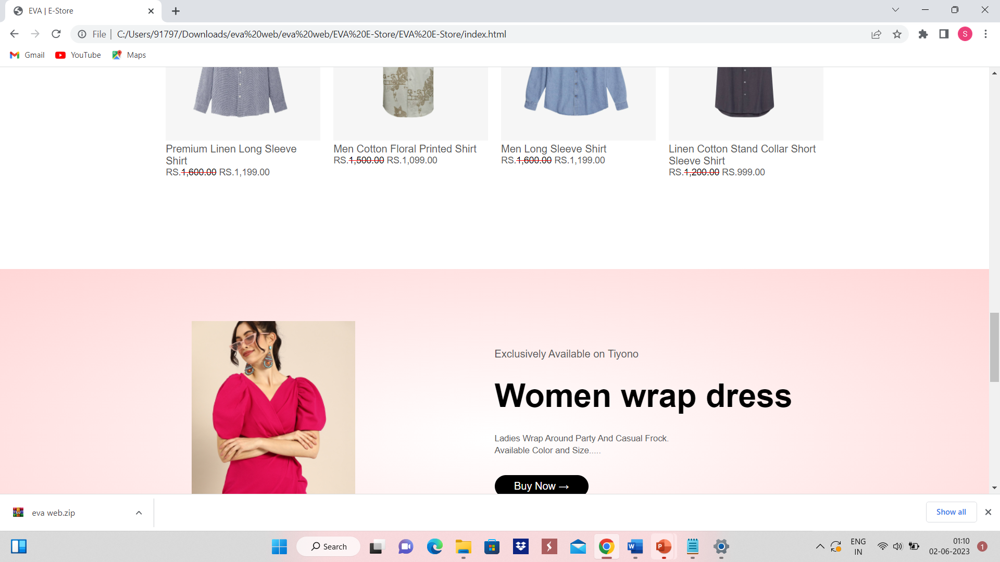 EVA | E-Store
File | C:/Users/91797/Downloads/eva%20web/eva%20web/EVA%20E-Store/EVA%20E-Store/index.html
S
Gmail YouTube Maps
Premium Linen Long Sleeve Shirt
RS.1,600.00 RS.1,199.00
Men Cotton Floral Printed Shirt
RS.1,500.00 RS.1,099.00
Men Long Sleeve Shirt
RS.1,600.00 RS.1,199.00
Linen Cotton Stand Collar Short Sleeve Shirt
RS.1,200.00 RS.999.00
Exclusively Available on Tiyono
Women wrap dress
Ladies Wrap Around Party And Casual Frock.
Available Color and Size.....
Buy Now →
eva web.zip
Show all
Search
ENG
IN
01:10
02-06-2023
1